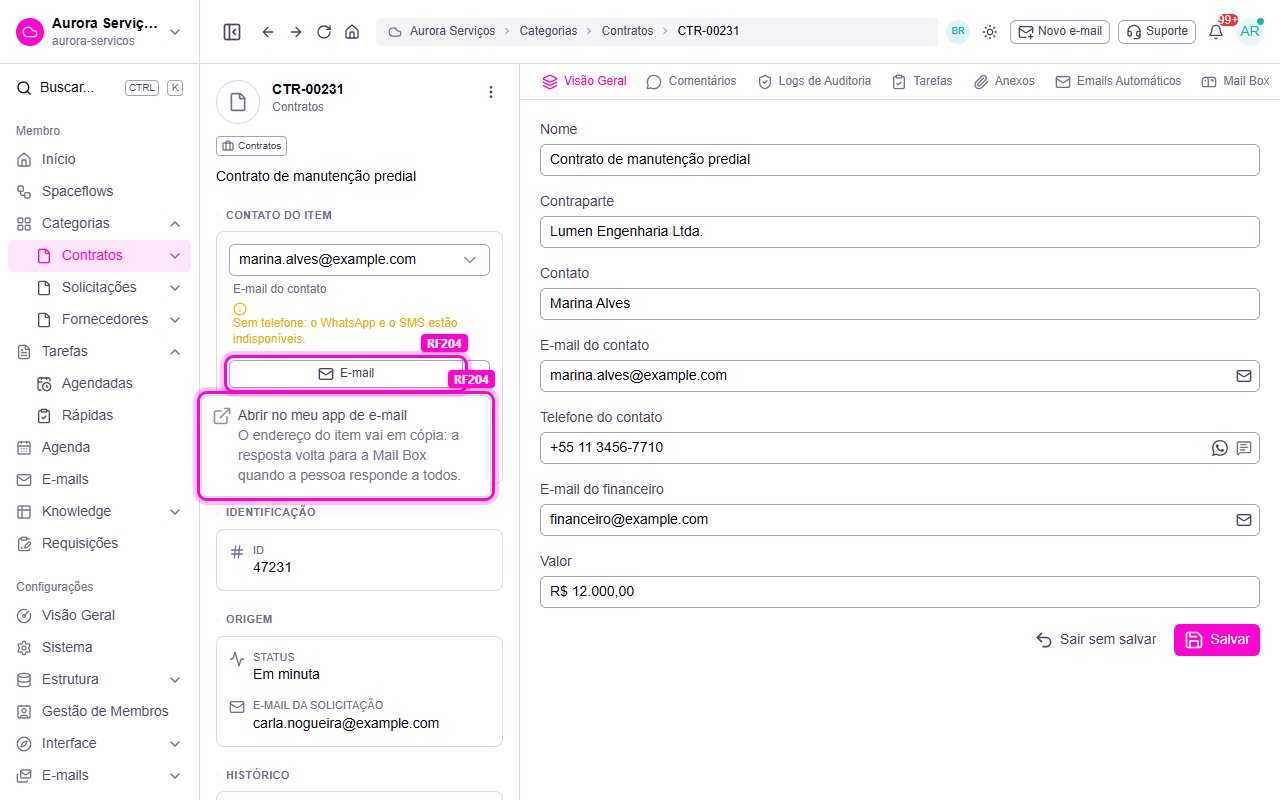 Aurora Serviç...
aurora-servicos
Aurora Serviços > Categorias > Contratos > CTR-00231
BR
Novo e-mail
Suporte
99+
AR
Buscar...
CTRL K
Membro
Início
Spaceflows
Categorias
Contratos
Solicitações
Fornecedores
Tarefas
Agendadas
Rápidas
Agenda
E-mails
Knowledge
Requisições
Configurações
Visão Geral
Sistema
Estrutura
Gestão de Membros
Interface
E-mails
CTR-00231
Contratos
Contratos
Contrato de manutenção predial
CONTATO DO ITEM
marina.alves@example.com
E-mail do contato
Sem telefone: o WhatsApp e o SMS estão
indisponíveis.
RF204
E-mail
RF204
Abrir no meu app de e-mail
O endereço do item vai em cópia: a
resposta volta para a Mail Box
quando a pessoa responde a todos.
IDENTIFICAÇÃO
ID
47231
ORIGEM
STATUS
Em minuta
E-MAIL DA SOLICITAÇÃO
carla.nogueira@example.com
HISTÓRICO
Visão Geral
Comentários
Logs de Auditoria
Tarefas
Anexos
Emails Automáticos
Mail Box
Nome
Contrato de manutenção predial
Contraparte
Lumen Engenharia Ltda.
Contato
Marina Alves
E-mail do contato
marina.alves@example.com
Telefone do contato
+55 11 3456-7710
E-mail do financeiro
financeiro@example.com
Valor
R$ 12.000,00
Sair sem salvar
Salvar